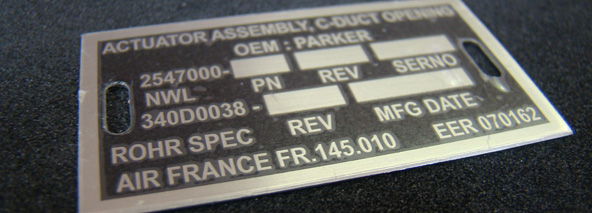 ACTUATOR ASSEMBLY, C-DUCT OPENING
OEM : PARKER
2547000-
PN REV SERNO
NWL
340D0038 -
REV MFG DATE
ROHR SPEC
AIR FRANCE FR.145.010 EER 070162